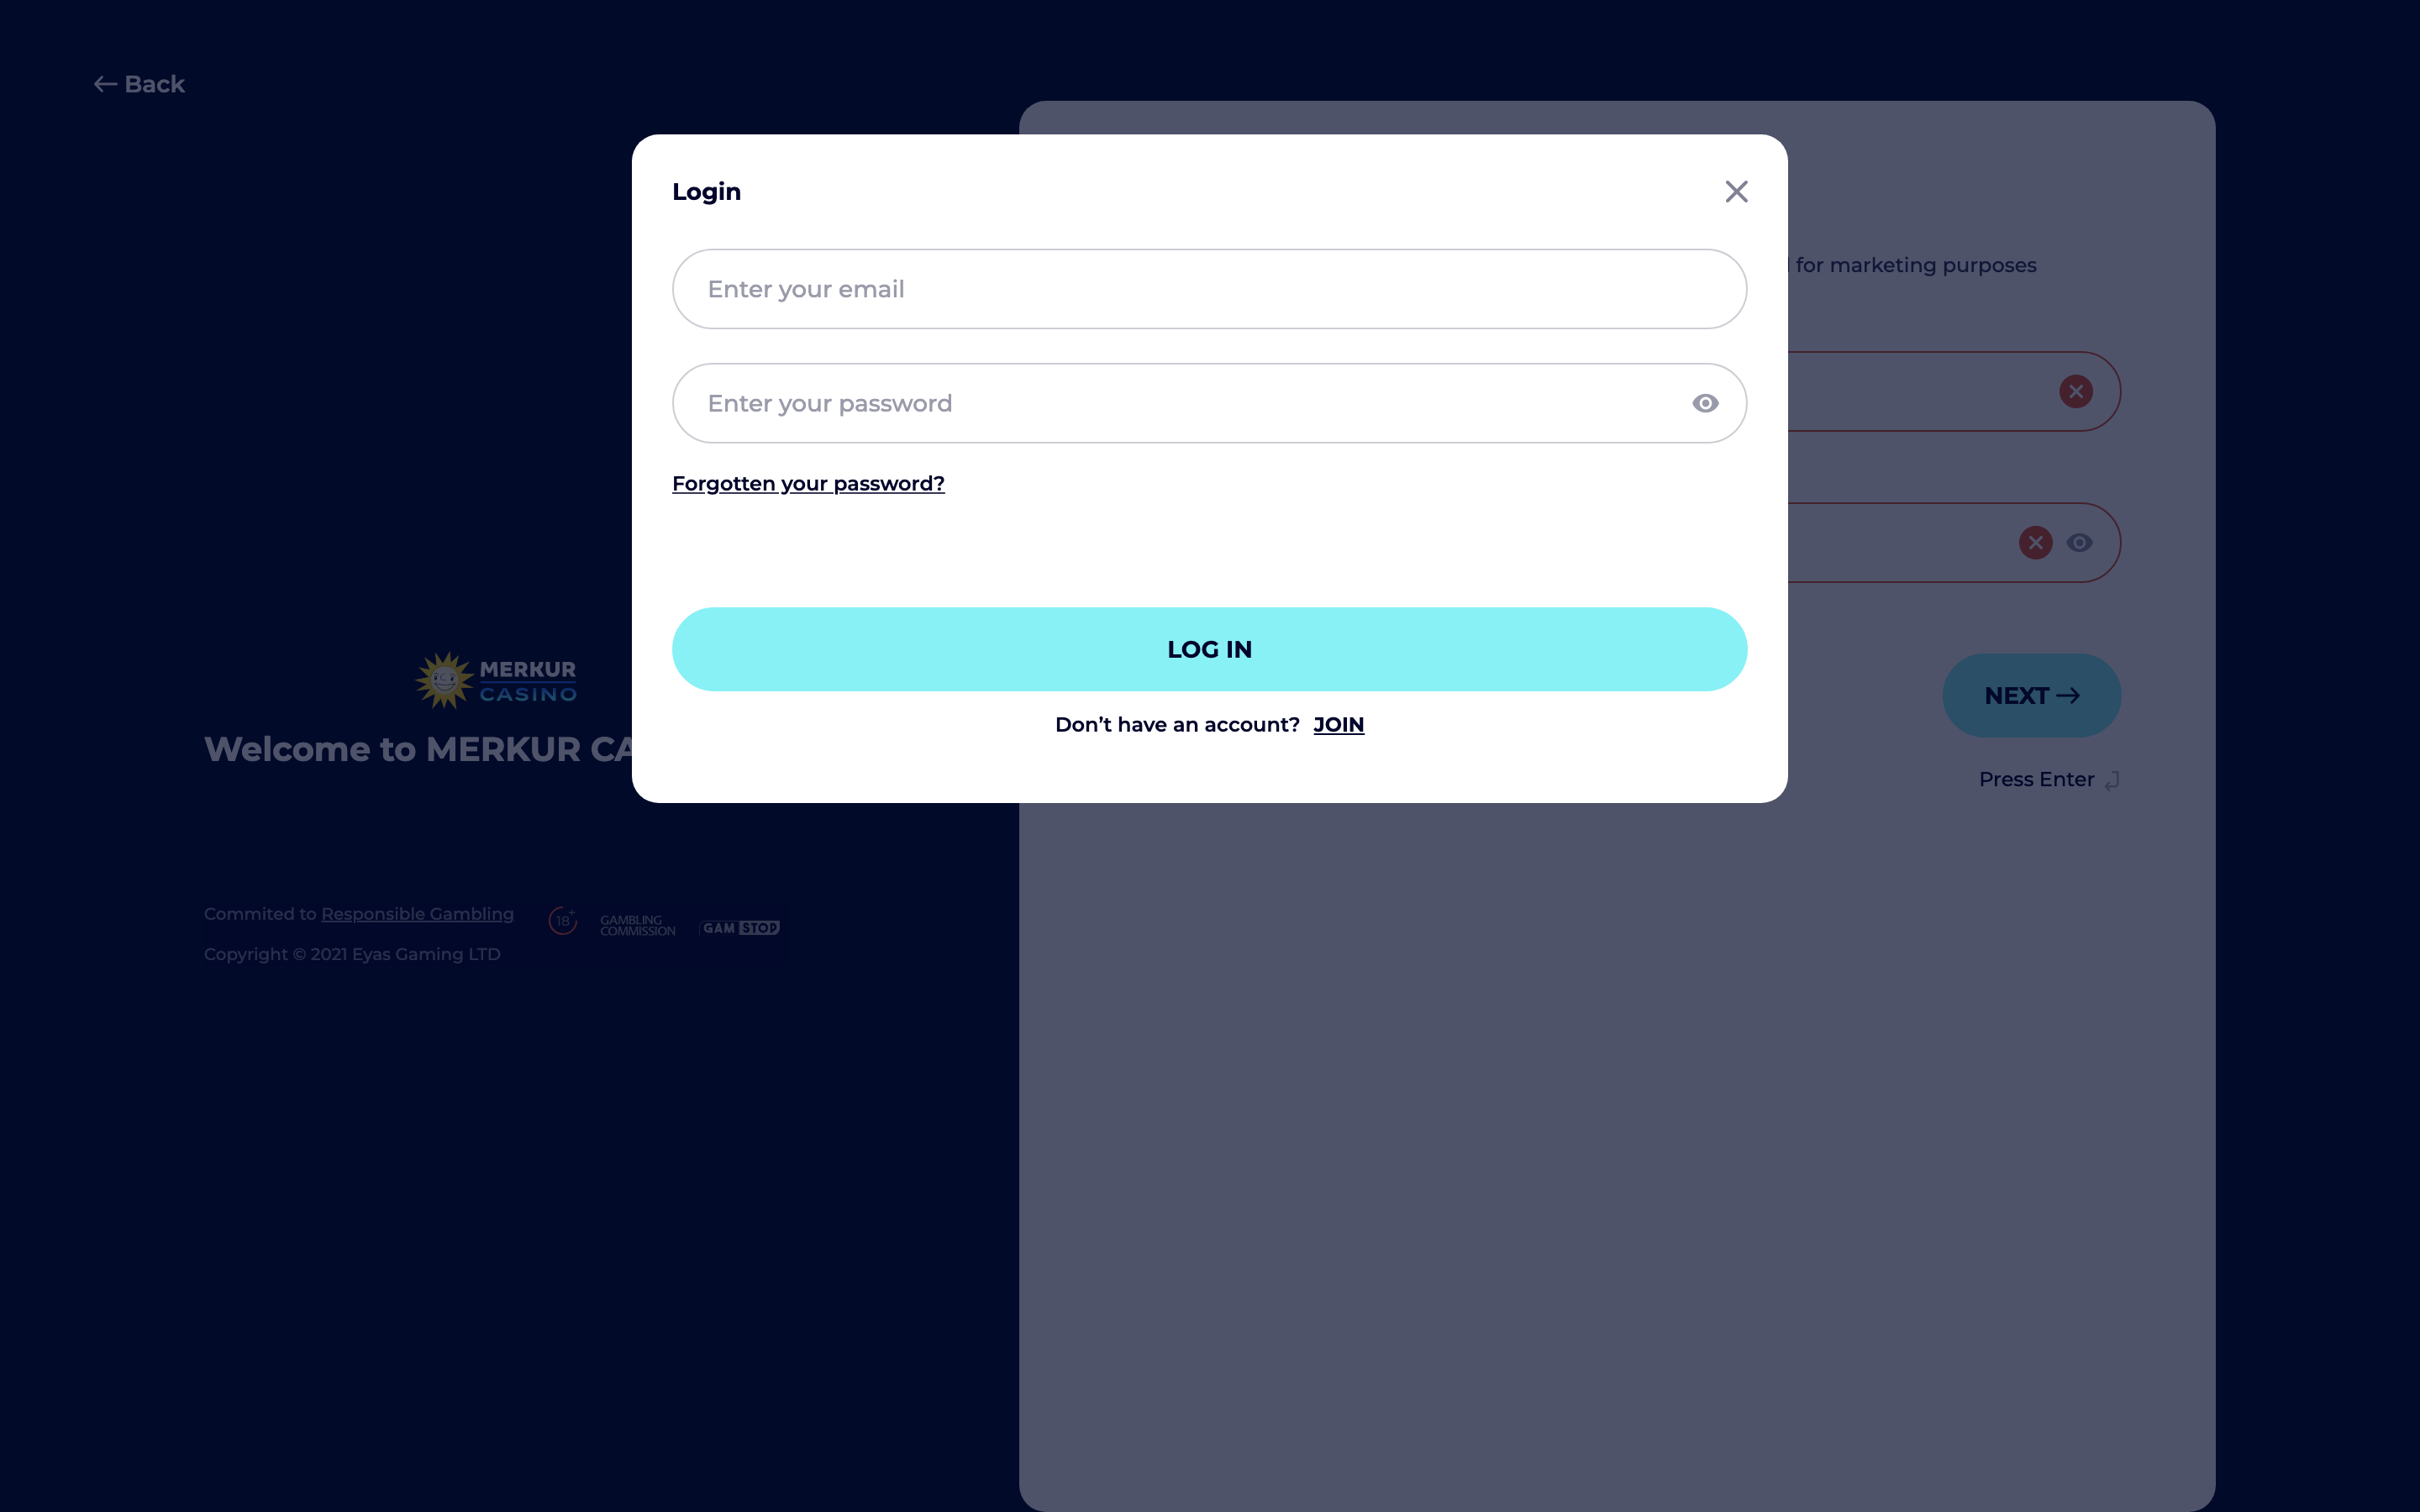 Back
Login
Enter your email
for marketing purposes
Enter your password
Forgotten your password?
LOG IN
MERKUR
CASINO
NEXT
Don’t have an account? JOIN
Welcome to MERKUR CA
Press Enter
Commited to Responsible Gambling
18+
GAMBLING
COMMISSION
GAMSTOP
Copyright © 2021 Eyas Gaming LTD